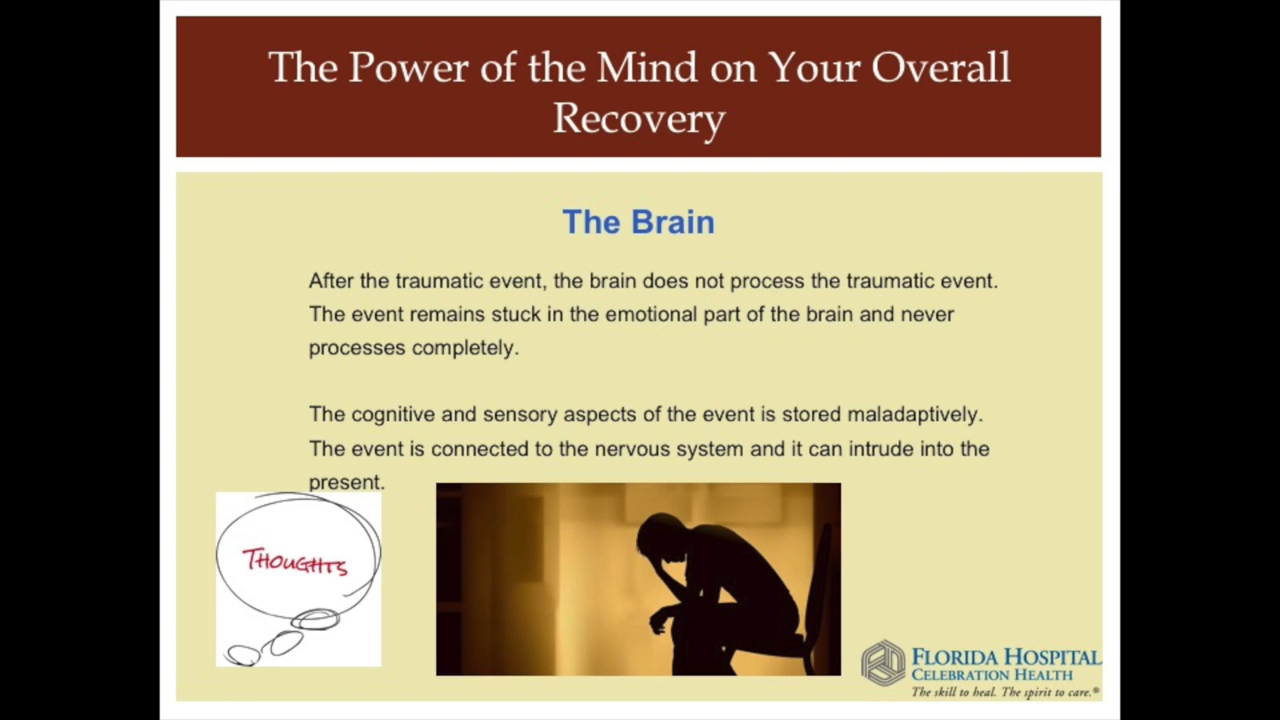 The Power of the Mind on Your Overall
Recovery
The Brain
After the traumatic event, the brain does not process the traumatic event.
The event remains stuck in the emotional part of the brain and never
processes completely.
The cognitive and sensory aspects of the event is stored maladaptively.
The event is connected to the nervous system and it can intrude into the
present.
THOUGHTS
FLORIDA HOSPITAL
CELEBRATION HEALTH
The skill to heal. The spirit to care.®